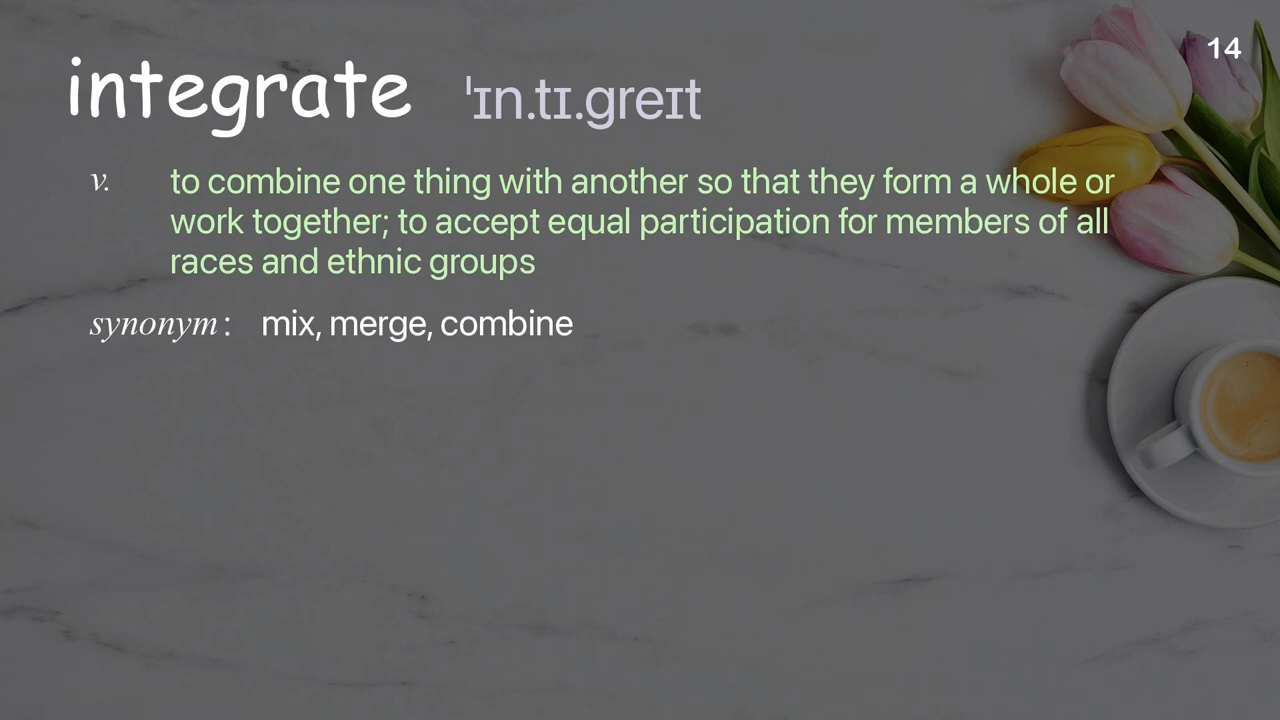 14
integrate ˈɪn.tɪ.greɪt
v. to combine one thing with another so that they form a whole or
work together; to accept equal participation for members of all
races and ethnic groups
synonym: mix, merge, combine